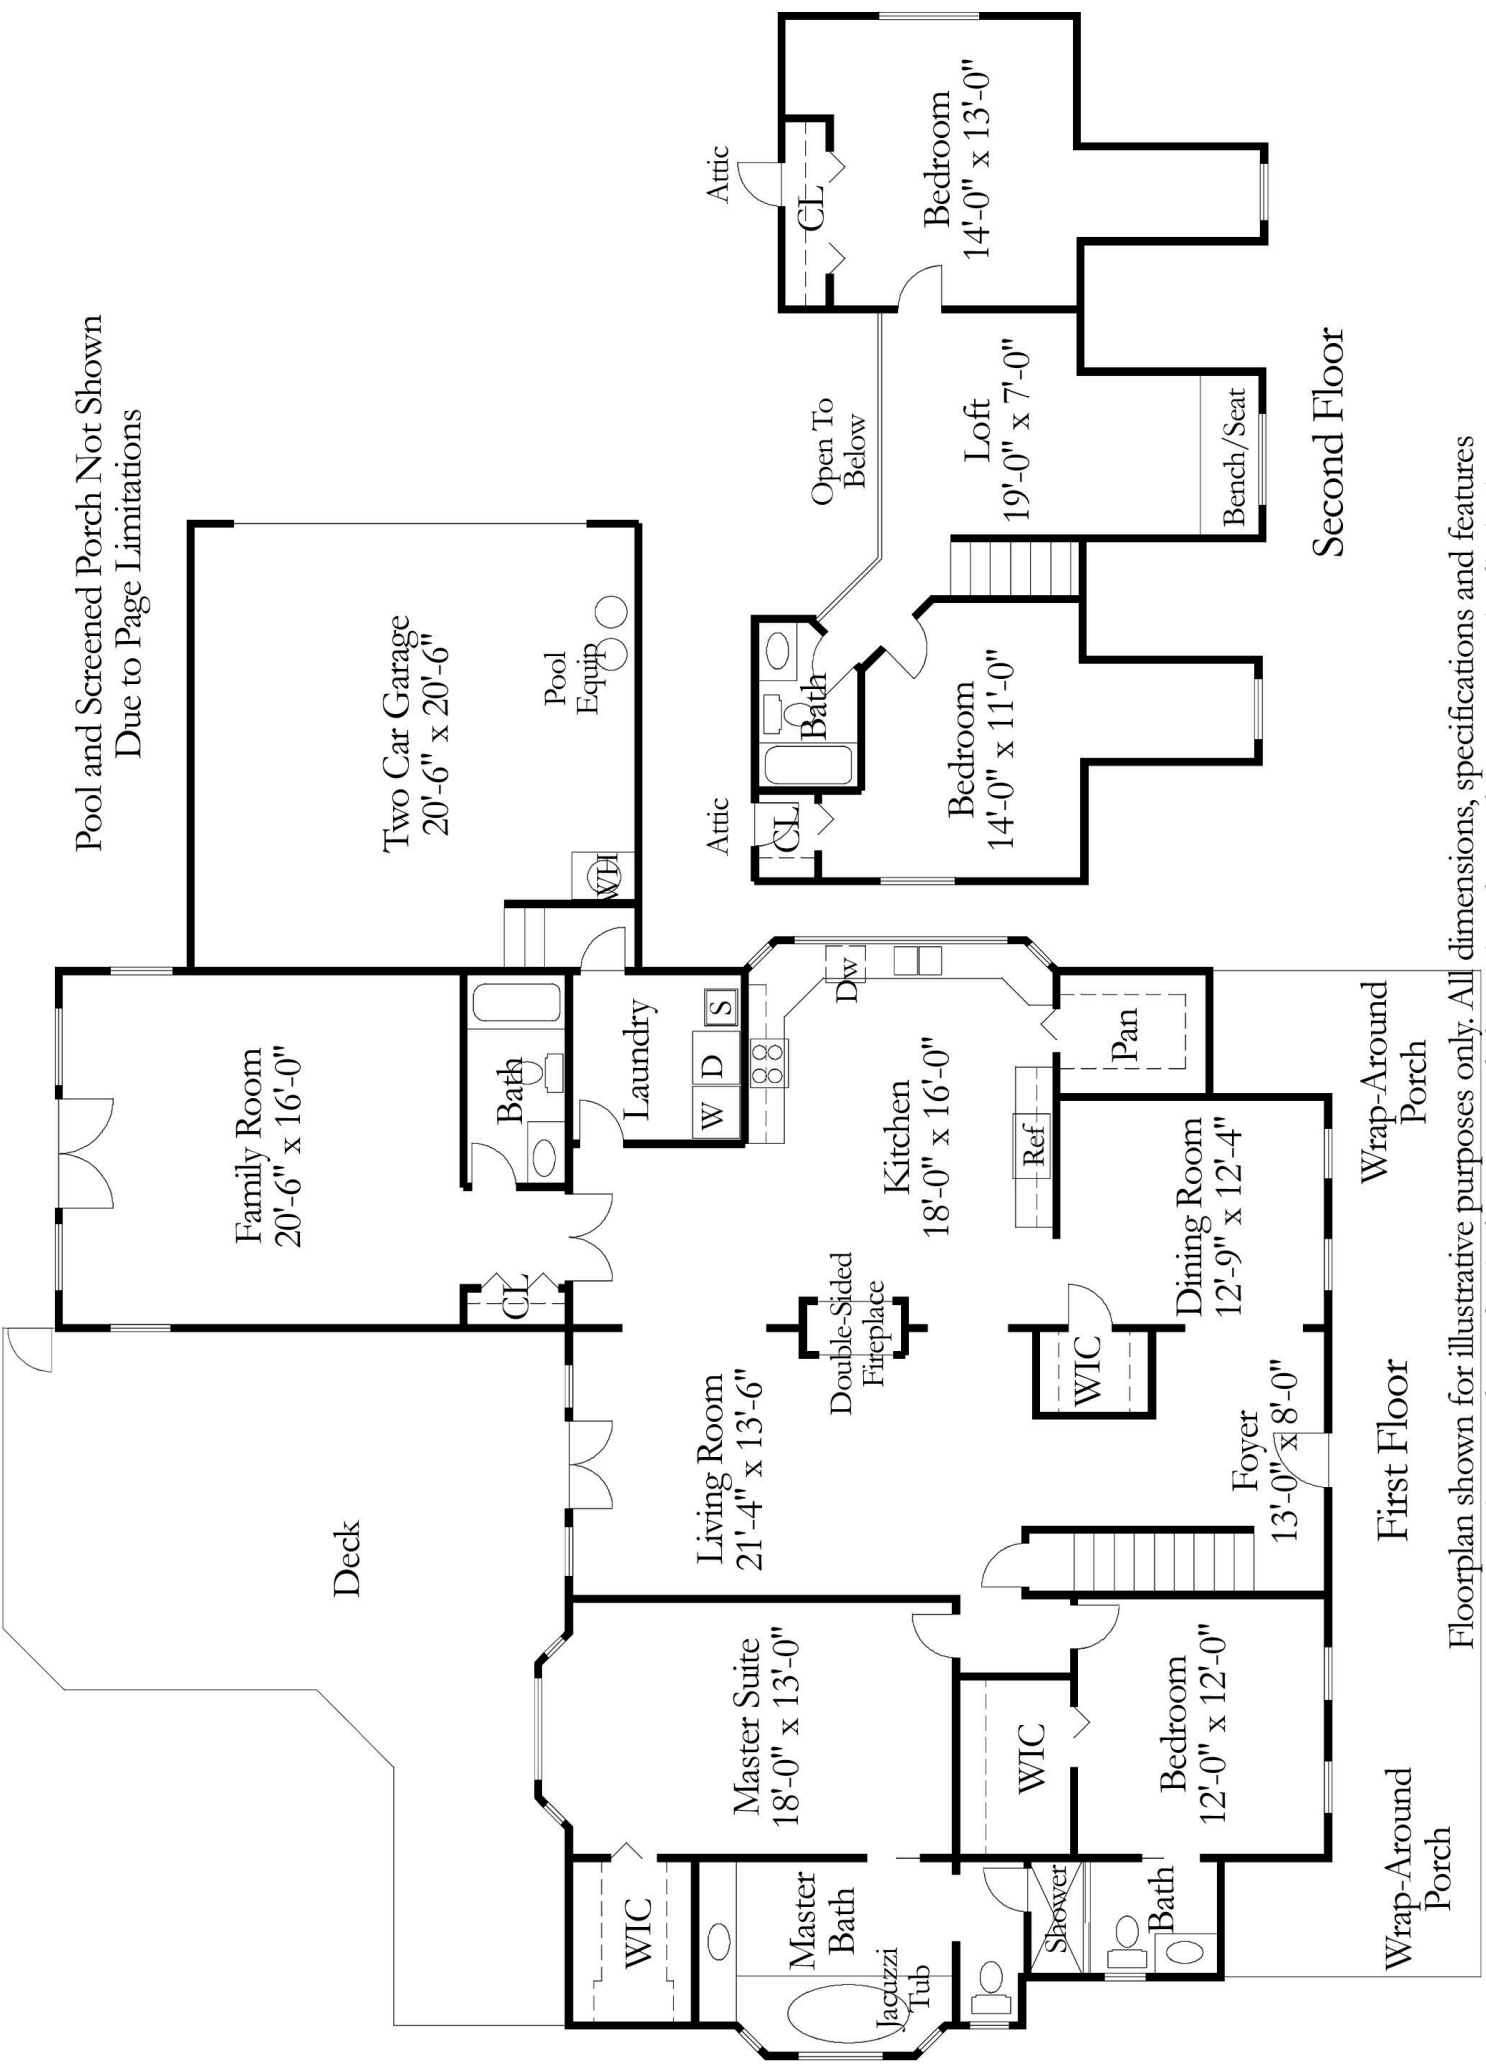 Pool and Screened Porch Not Shown
Due to Page Limitations
Deck
Family Room
20'-6" x 16'-0"
Two Car Garage
20'-6" x 20'-6"
CL
Bath
Pool
Equip
WH
Laundry
W
D
S
WIC
Master Suite
18'-0" x 13'-0"
Living Room
21'-4" x 13'-6"
Double-Sided
Fireplace
Kitchen
18'-0" x 16'-0"
Dw
Ref
Pan
Master
Bath
Jacuzzi
Tub
WIC
WIC
Shower
Bath
Bedroom
12'-0" x 12'-0"
Foyer
13'-0" x 8'-0"
Dining Room
12'-9" x 12'-4"
Wrap-Around
Porch
Wrap-Around
Porch
First Floor
Attic
Attic
CL
Bath
Open To
Below
CL
Bedroom
14'-0" x 11'-0"
Loft
19'-0" x 7'-0"
Bedroom
14'-0" x 13'-0"
Bench/Seat
Second Floor
Floorplan shown for illustrative purposes only. All dimensions, specifications and features